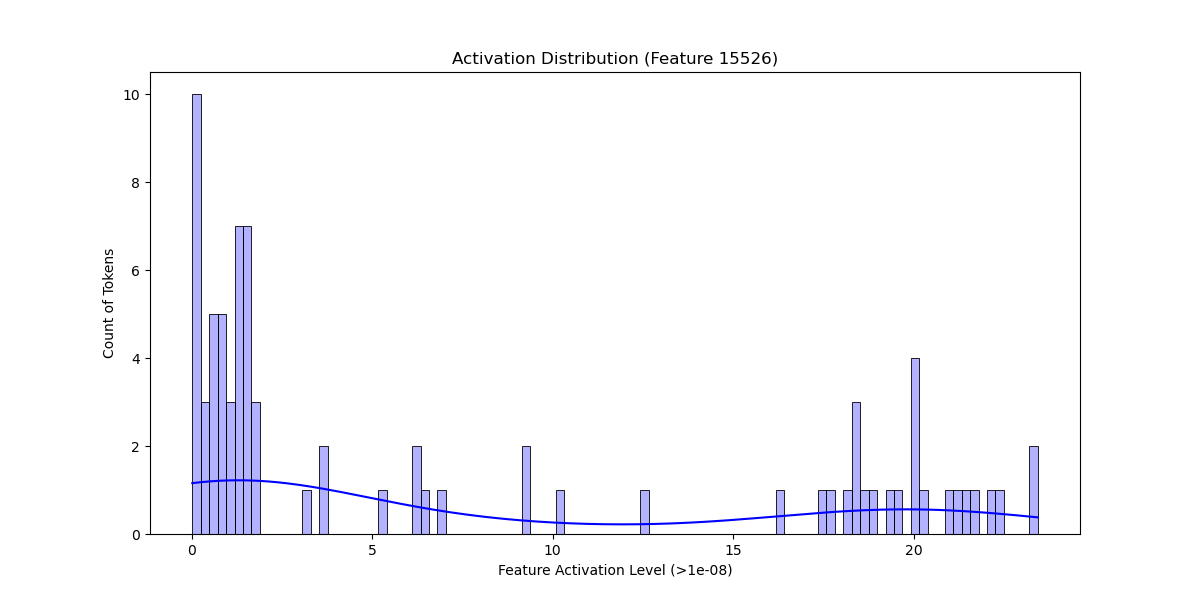 Activation Distribution (Feature 15526)
10
8
6
4
2
0
Count of Tokens
0 5 10 15 20
Feature Activation Level (>1e-08)